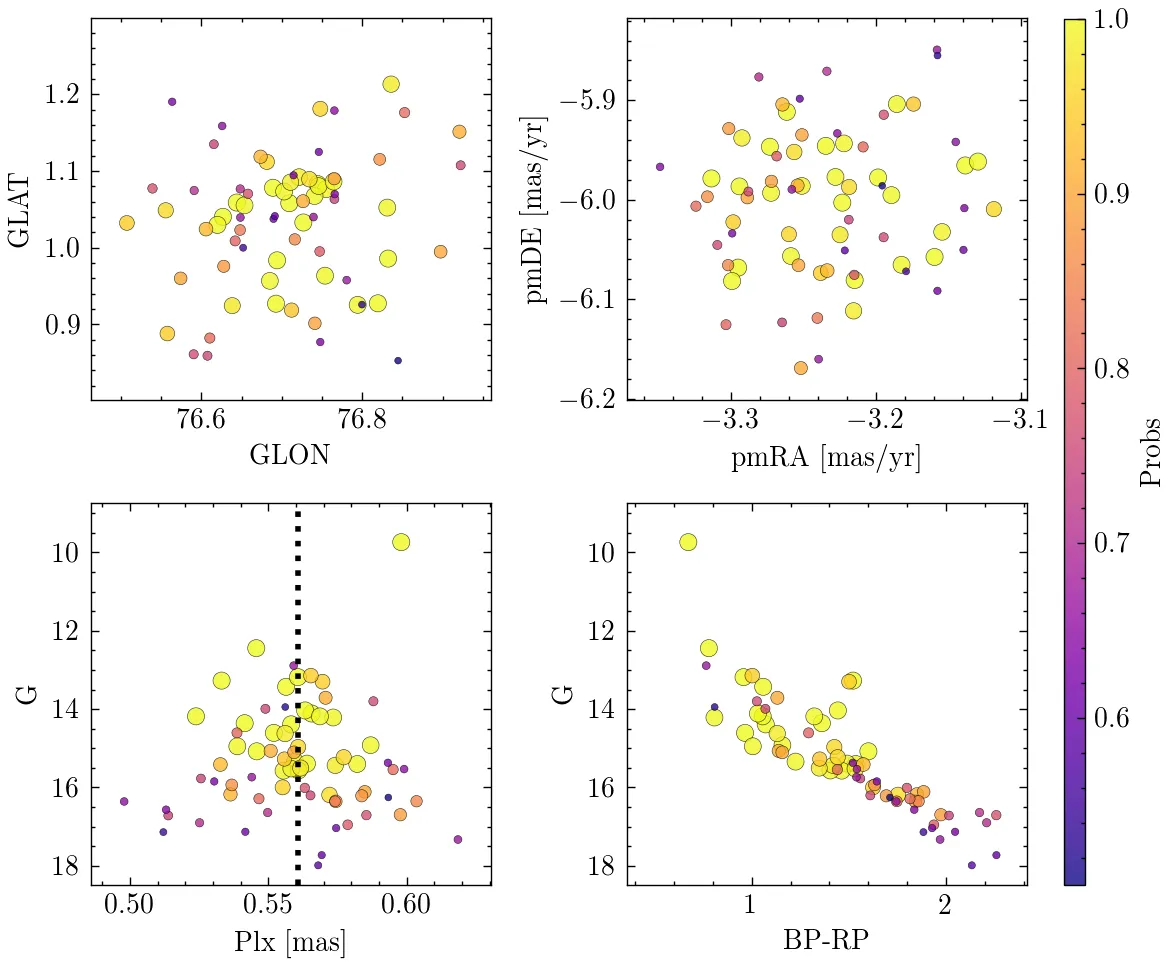 1.2
1.1
1.0
0.9
GLAT
76.6 76.8
GLON
−5.9
−6.0
−6.1
−6.2
pmDE [mas/yr]
−3.3 −3.2 −3.1
pmRA [mas/yr]
10
12
14
16
18
G
0.50 0.55 0.60
Plx [mas]
10
12
14
16
18
G
1 2
BP-RP
1.0
0.9
0.8
0.7
0.6
Probs